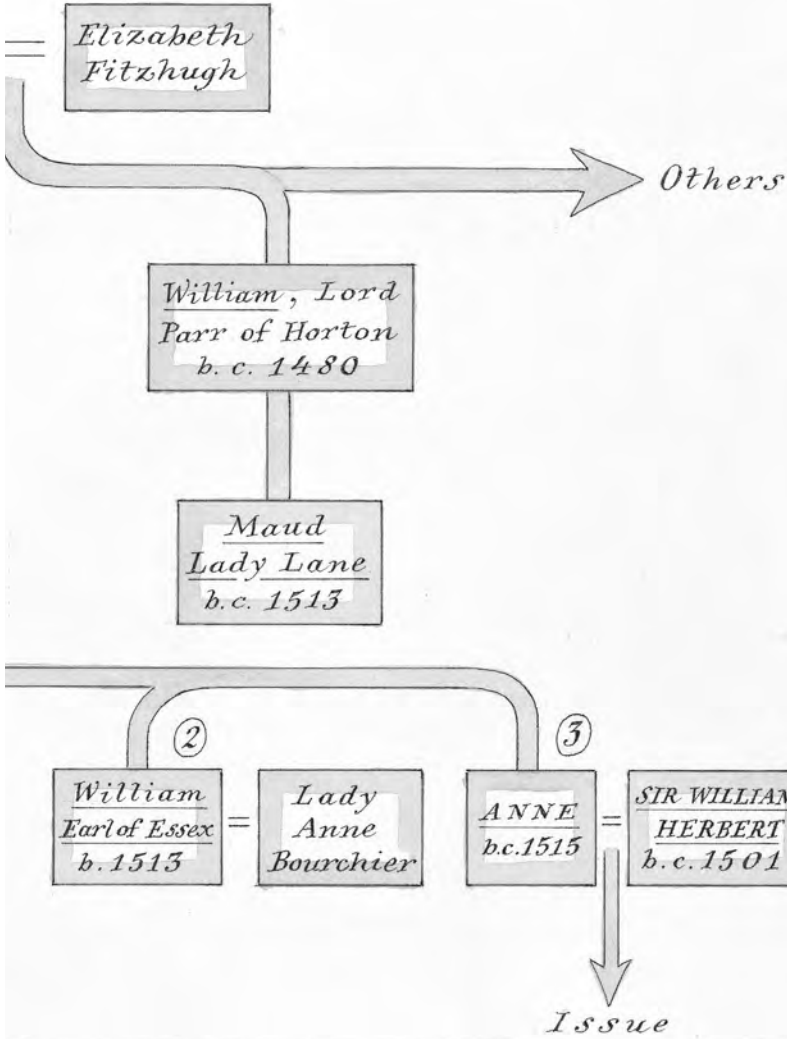 =
Elizabeth
Fitzhugh
Others
William, Lord
Parr of Horton
b. c. 1480
Maud
Lady Lane
b. c. 1513
②
③
William
Earl of Essex
b. 1513
=
Lady
Anne
Bourchier
ANNE
b.c. 1515
=
SIR WILLIAM
HERBERT
b. c. 1501
Issue